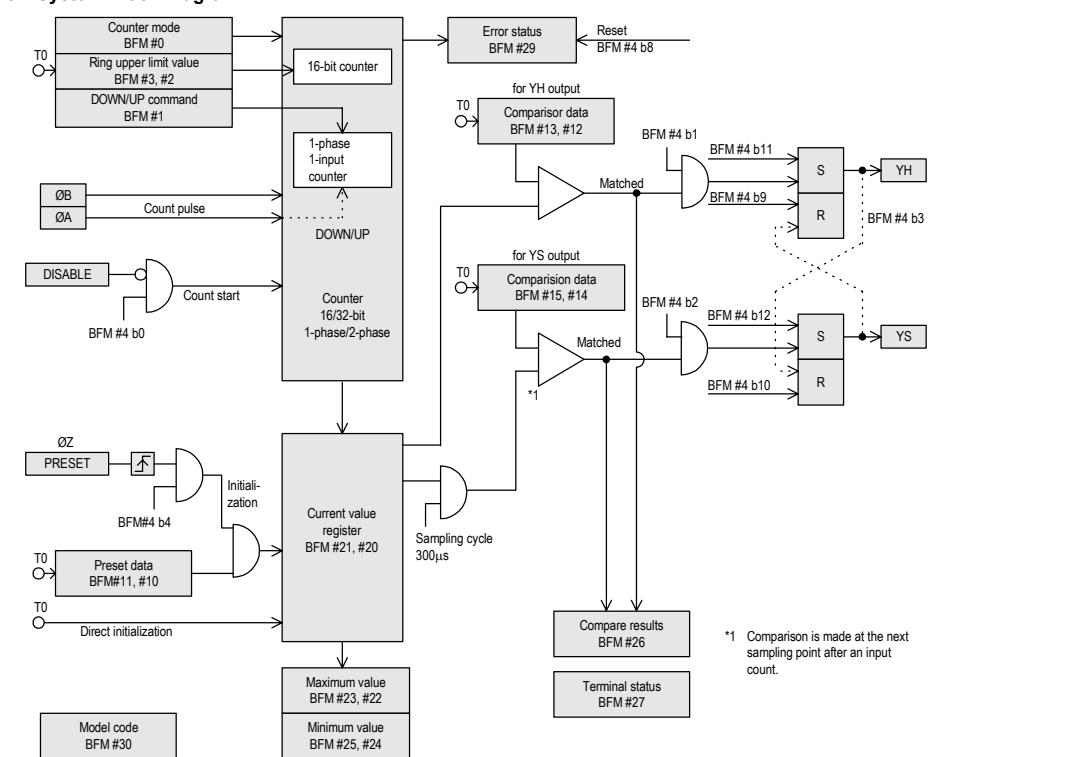 Counter mode
BFM #0
T0
Ring upper limit value
BFM #3, #2
DOWN/UP command
BFM #1
16-bit counter
1-phase
1-input
counter
ØB
ØA
Count pulse
DOWN/UP
DISABLE
Count start
BFM #4 b0
Counter
16/32-bit
1-phase/2-phase
Error status
BFM #29
Reset
BFM #4 b8
for YH output
T0
Comparisor data
BFM #13, #12
Matched
BFM #4 b1
BFM #4 b11
BFM #4 b9
S
R
YH
BFM #4 b3
for YS output
T0
Comparision data
BFM #15, #14
Matched
*1
BFM #4 b2
BFM #4 b12
BFM #4 b10
S
R
YS
ØZ
PRESET
BFM#4 b4
Initiali-
zation
T0
Preset data
BFM#11, #10
T0
Direct initialization
Current value
register
BFM #21, #20
Sampling cycle
300µs
Compare results
BFM #26
Terminal status
BFM #27
*1 Comparison is made at the next
sampling point after an input
count.
Maximum value
BFM #23, #22
Minimum value
BFM #25, #24
Model code
BFM #30